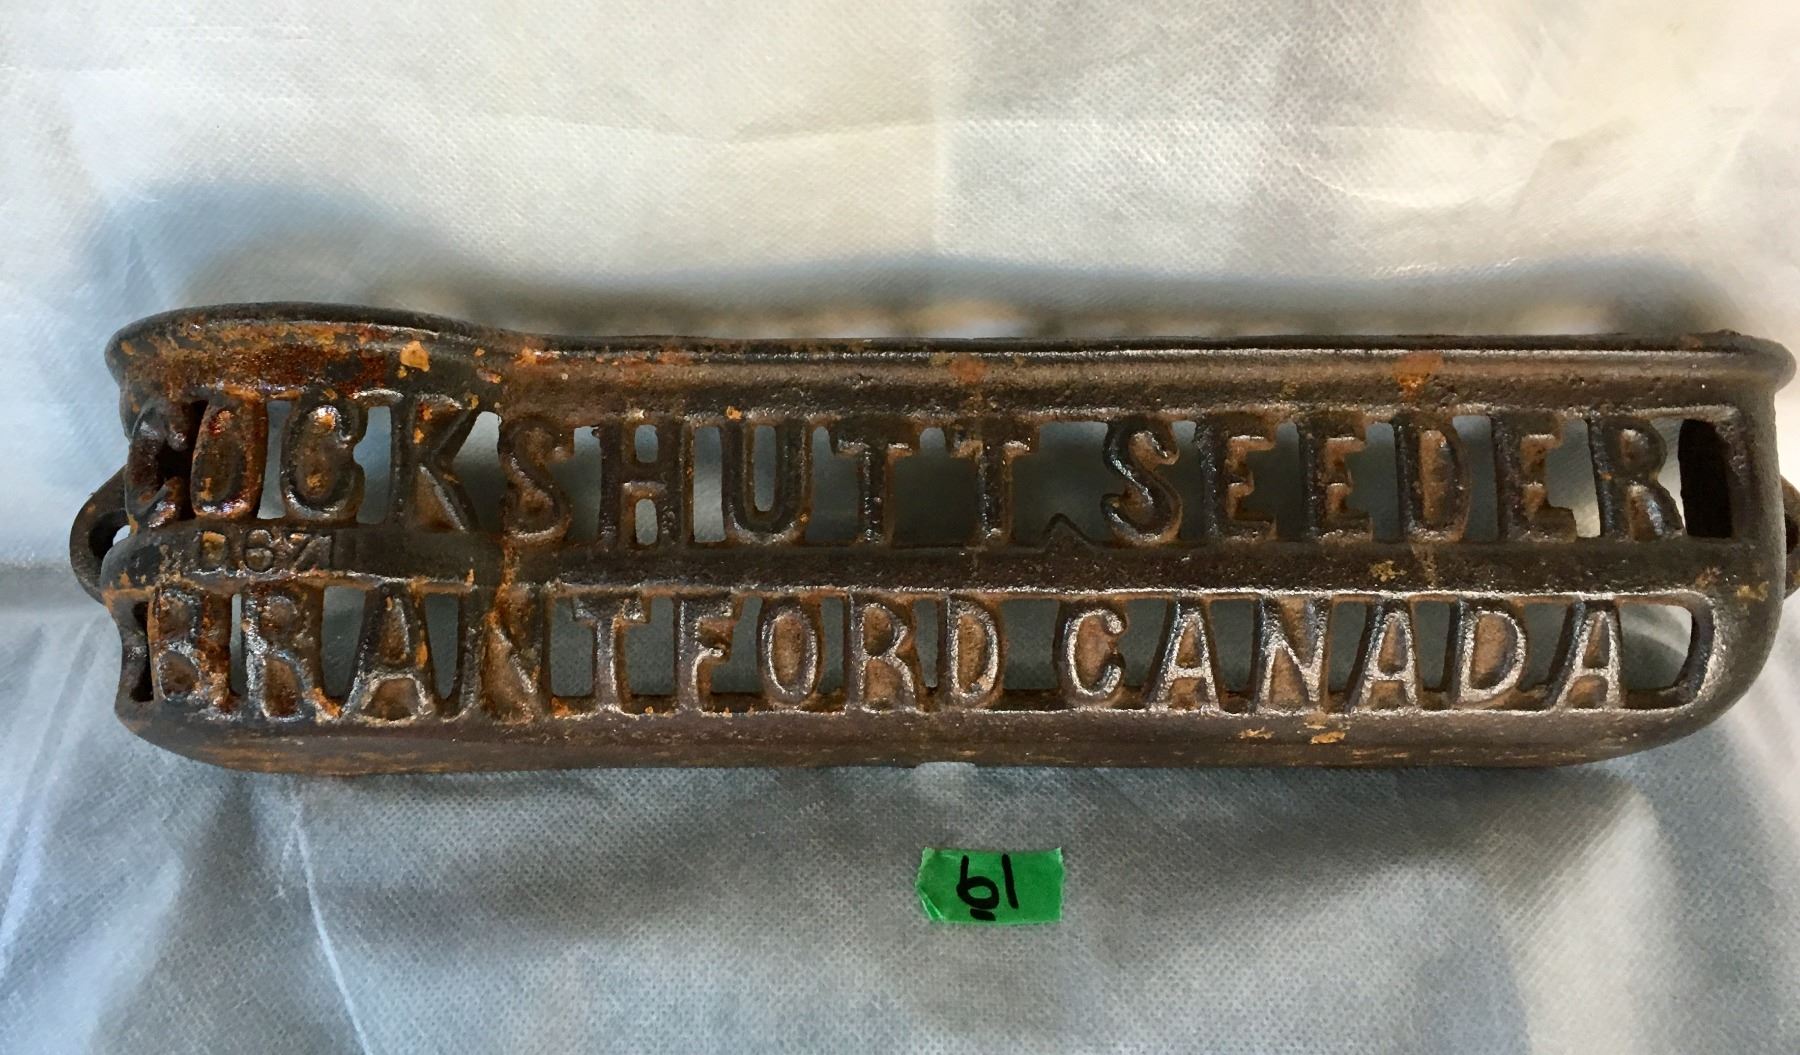 COCKSHUTT SEEDER
D671
BRANTFORD CANADA
61